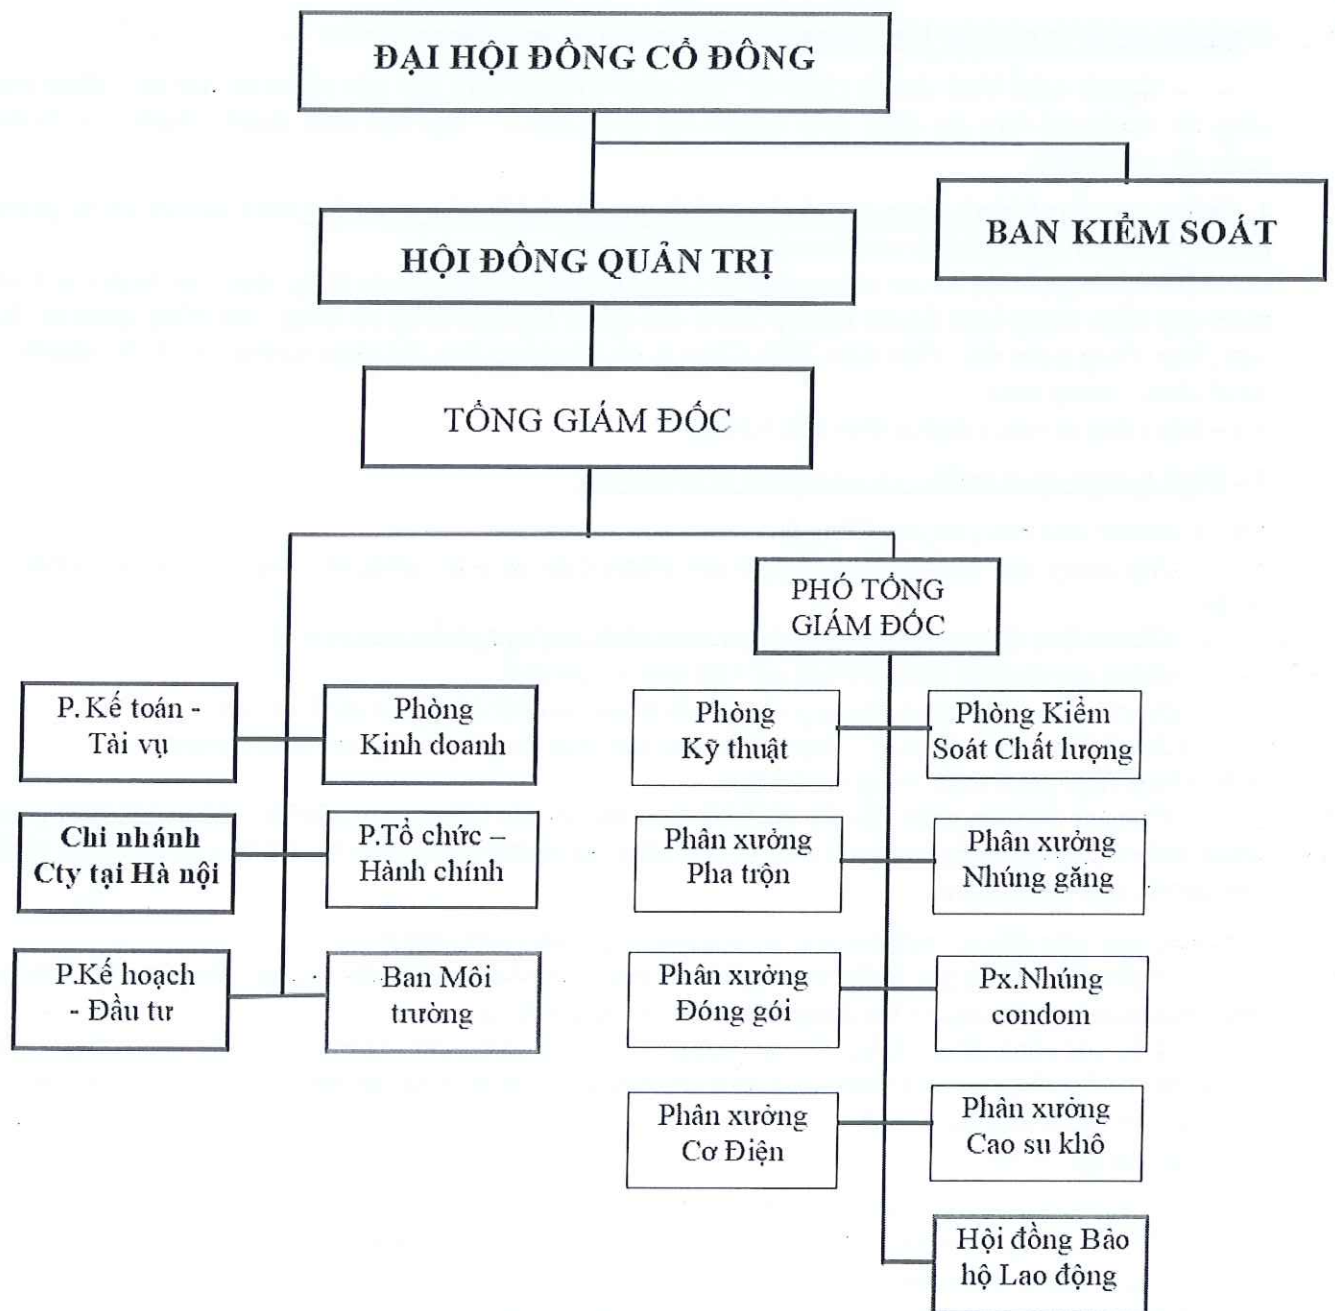 ĐẠI HỘI ĐỒNG CỔ ĐÔNG
BAN KIỂM SOÁT
HỘI ĐỒNG QUẢN TRỊ
TỔNG GIÁM ĐỐC
PHÓ TỔNG
GIÁM ĐỐC
P. Kế toán -
Tài vụ
Phòng
Kinh doanh
Chi nhánh
Cty tại Hà nội
P.Tổ chức –
Hành chính
P.Kế hoạch
- Đầu tư
Ban Môi
trường
Phòng
Kỹ thuật
Phòng Kiểm
Soát Chất lượng
Phân xưởng
Pha trộn
Phân xưởng
Nhúng găng
Phân xưởng
Đóng gói
Px.Nhúng
condom
Phân xưởng
Cơ Điện
Phân xưởng
Cao su khô
Hội đồng Bảo
hộ Lao động